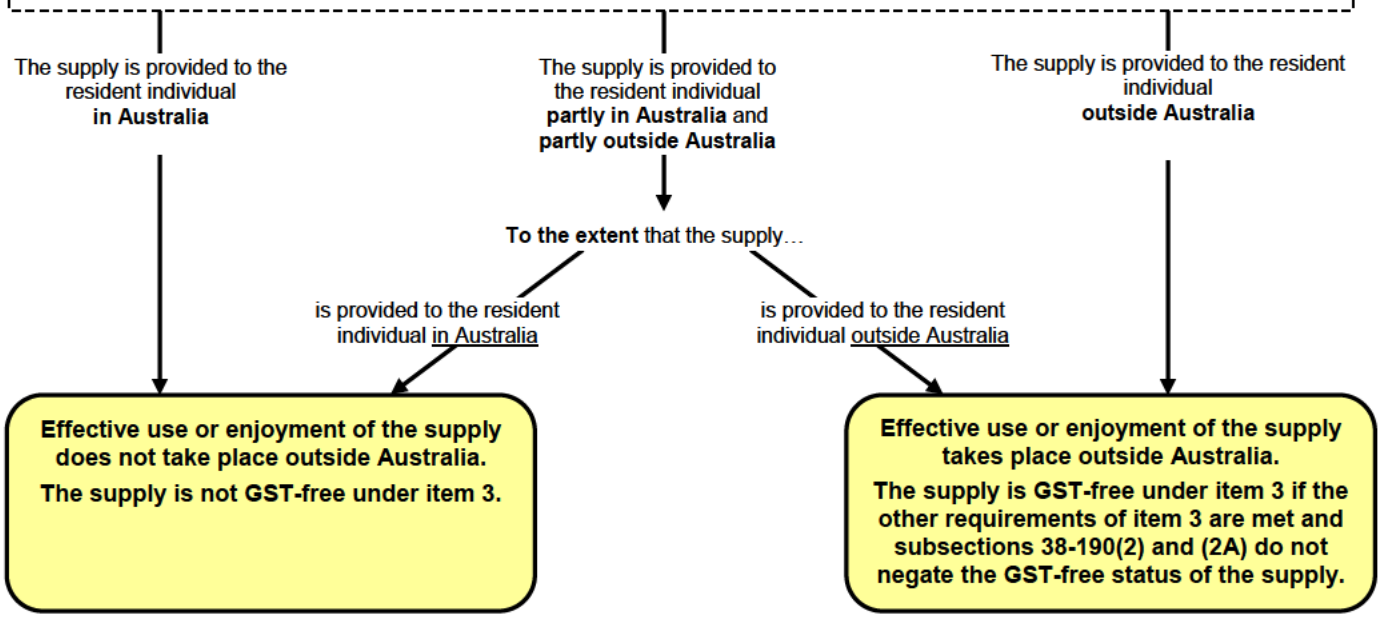 The supply is provided to the
resident individual
in Australia
The supply is provided to
the resident individual
partly in Australia and
partly outside Australia
The supply is provided to the resident
individual
outside Australia
To the extent that the supply…
is provided to the resident
individual in Australia
is provided to the resident
individual outside Australia
Effective use or enjoyment of the supply
does not take place outside Australia.
The supply is not GST-free under item 3.
Effective use or enjoyment of the supply
takes place outside Australia.
The supply is GST-free under item 3 if the
other requirements of item 3 are met and
subsections 38-190(2) and (2A) do not
negate the GST-free status of the supply.